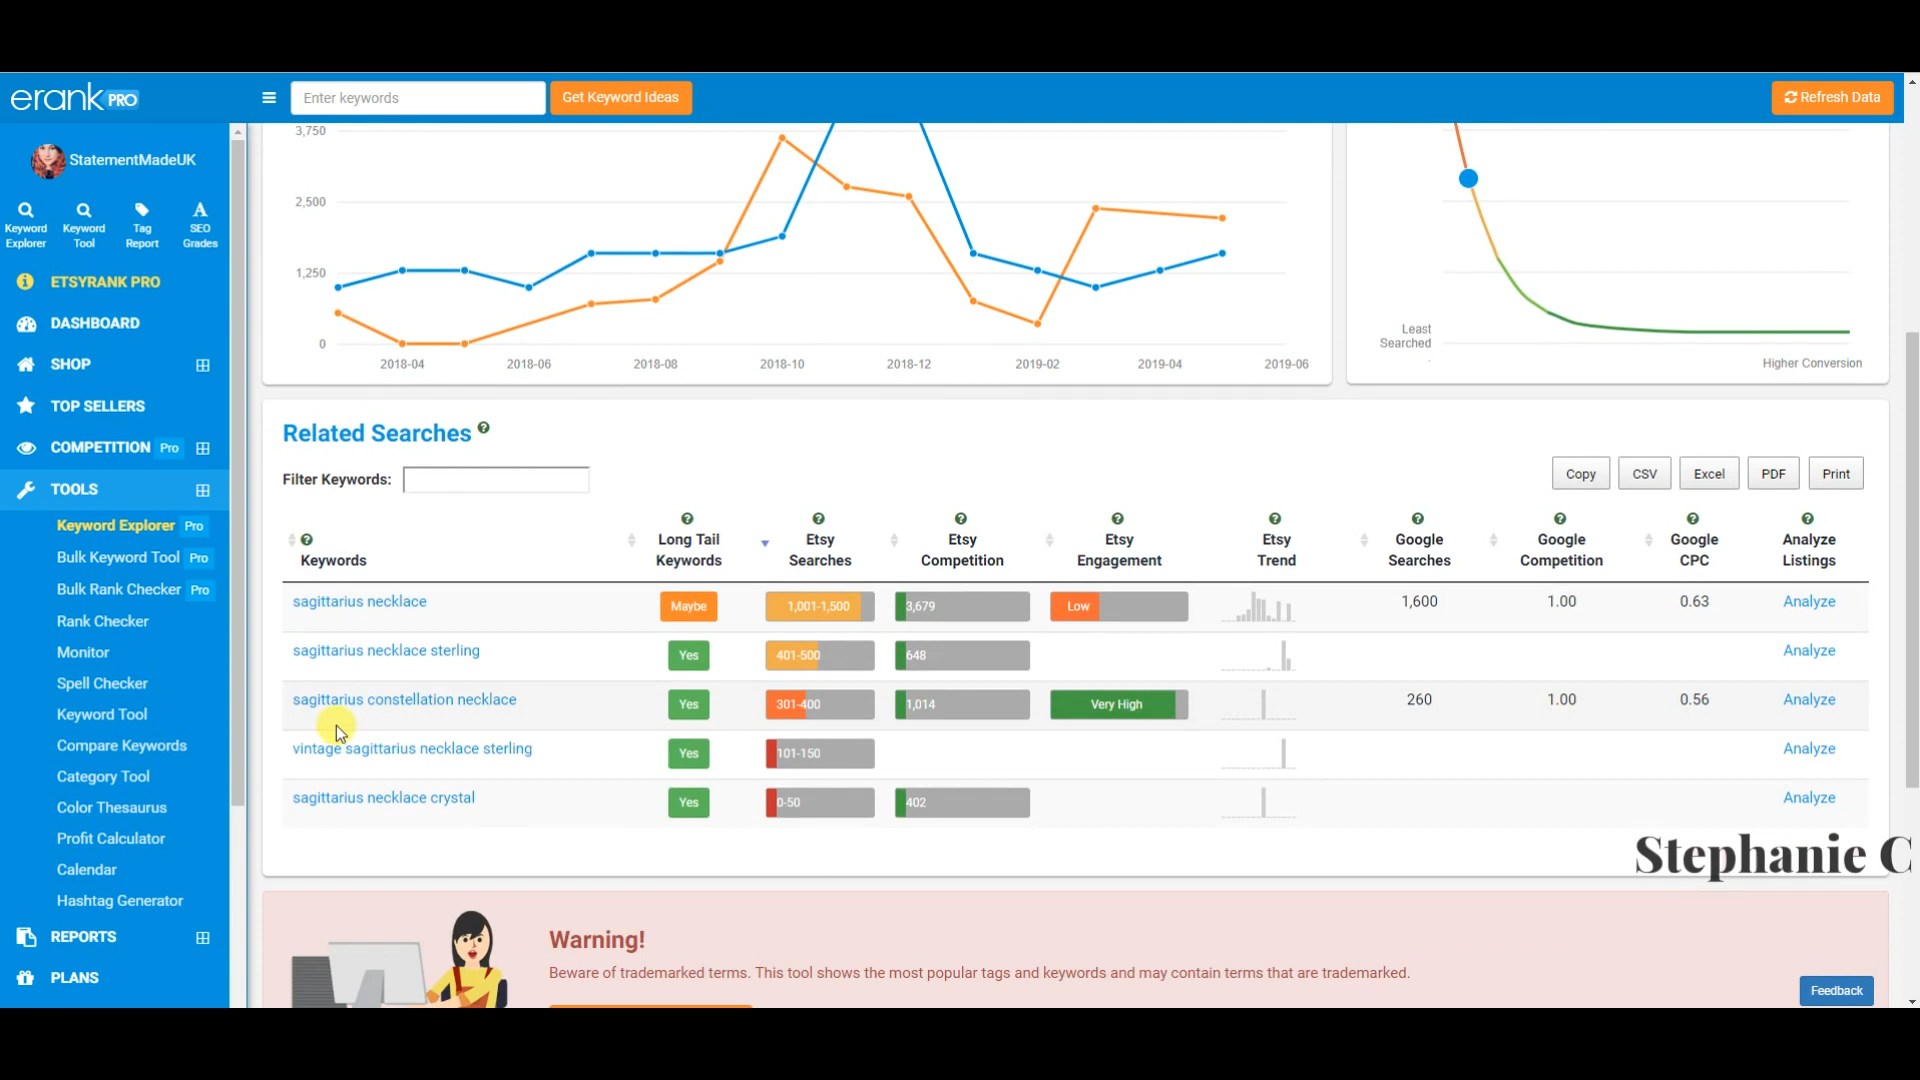 erank PRO
Enter keywords
Get Keyword Ideas
Refresh Data
StatementMadeUK
Keyword Explorer
Keyword Tool
Tag Report
SEO Grades
ETSYRANK PRO
DASHBOARD
SHOP
TOP SELLERS
COMPETITION Pro
TOOLS
Keyword Explorer Pro
Bulk Keyword Tool Pro
Bulk Rank Checker Pro
Rank Checker
Monitor
Spell Checker
Keyword Tool
Compare Keywords
Category Tool
Color Thesaurus
Profit Calculator
Calendar
Hashtag Generator
REPORTS
PLANS
3,750
2,500
1,250
0
2018-04 2018-06 2018-08 2018-10 2018-12 2019-02 2019-04 2019-06
Least
Searched
Higher Conversion
Related Searches
Filter Keywords:
Copy CSV Excel PDF Print
Keywords
Long Tail Keywords
Etsy Searches
Etsy Competition
Etsy Engagement
Etsy Trend
Google Searches
Google Competition
Google CPC
Analyze Listings
sagittarius necklace Maybe 1,001-1,500 3,679 Low 1,600 1.00 0.63 Analyze
sagittarius necklace sterling Yes 401-500 648 Analyze
sagittarius constellation necklace Yes 301-400 1,014 Very High 260 1.00 0.56 Analyze
vintage sagittarius necklace sterling Yes 101-150 Analyze
sagittarius necklace crystal Yes 0-50 402 Analyze
Stephanie C
Warning!
Beware of trademarked terms. This tool shows the most popular tags and keywords and may contain terms that are trademarked.
Feedback